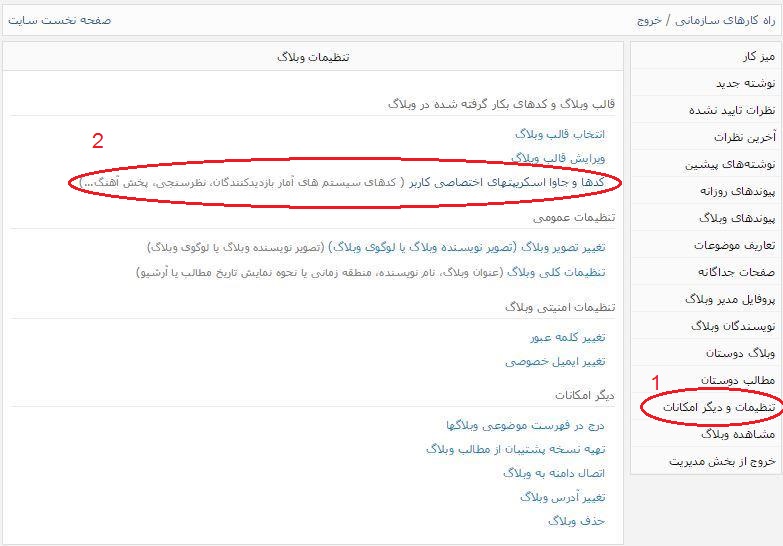 راه کارهای سازمانی / خروج
صفحه نخست سایت
میز کار
نوشته جدید
نظرات تایید نشده
آخرین نظرات
نوشته‌های پیشین
پیوندهای روزانه
پیوندهای وبلاگ
تعاریف موضوعات
صفحات جداگانه
پروفایل مدیر وبلاگ
نویسندگان وبلاگ
وبلاگ دوستان
مطالب دوستان
1
تنظیمات و دیگر امکانات
مشاهده وبلاگ
خروج از بخش مدیریت
تنظیمات وبلاگ
قالب وبلاگ و کدهای بکار گرفته شده در وبلاگ
2
انتخاب قالب وبلاگ
ویرایش قالب وبلاگ
کدها و جاوا اسکریپتهای اختصاصی کاربر ( کدهای سیستم های آمار بازدیدکنندگان، نظرسنجی، پخش آهنگ...)
تنظیمات عمومی
تغییر تصویر وبلاگ (تصویر نویسنده وبلاگ یا لوگوی وبلاگ) (تصویر نویسنده وبلاگ یا لوگوی وبلاگ)
تنظیمات کلی وبلاگ (عنوان وبلاگ، نام نویسنده، منطقه زمانی یا نحوه نمایش تاریخ مطالب یا آرشیو)
تنظیمات امنیتی وبلاگ
تغییر کلمه عبور
تغییر ایمیل خصوصی
دیگر امکانات
درج در فهرست موضوعی وبلاگها
تهیه نسخه پشتیبان از مطالب وبلاگ
اتصال دامنه به وبلاگ
تغییر آدرس وبلاگ
حذف وبلاگ